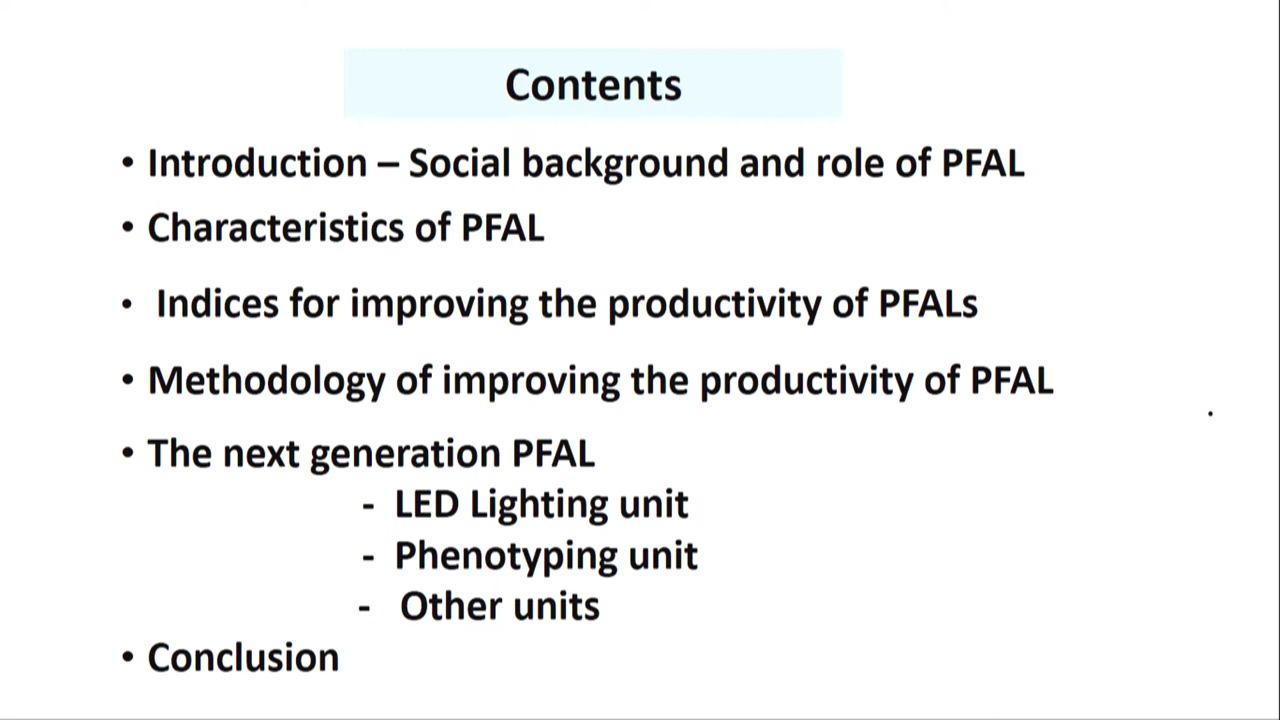 Contents
• Introduction – Social background and role of PFAL
• Characteristics of PFAL
• Indices for improving the productivity of PFALs
• Methodology of improving the productivity of PFAL
• The next generation PFAL
- LED Lighting unit
- Phenotyping unit
- Other units
• Conclusion